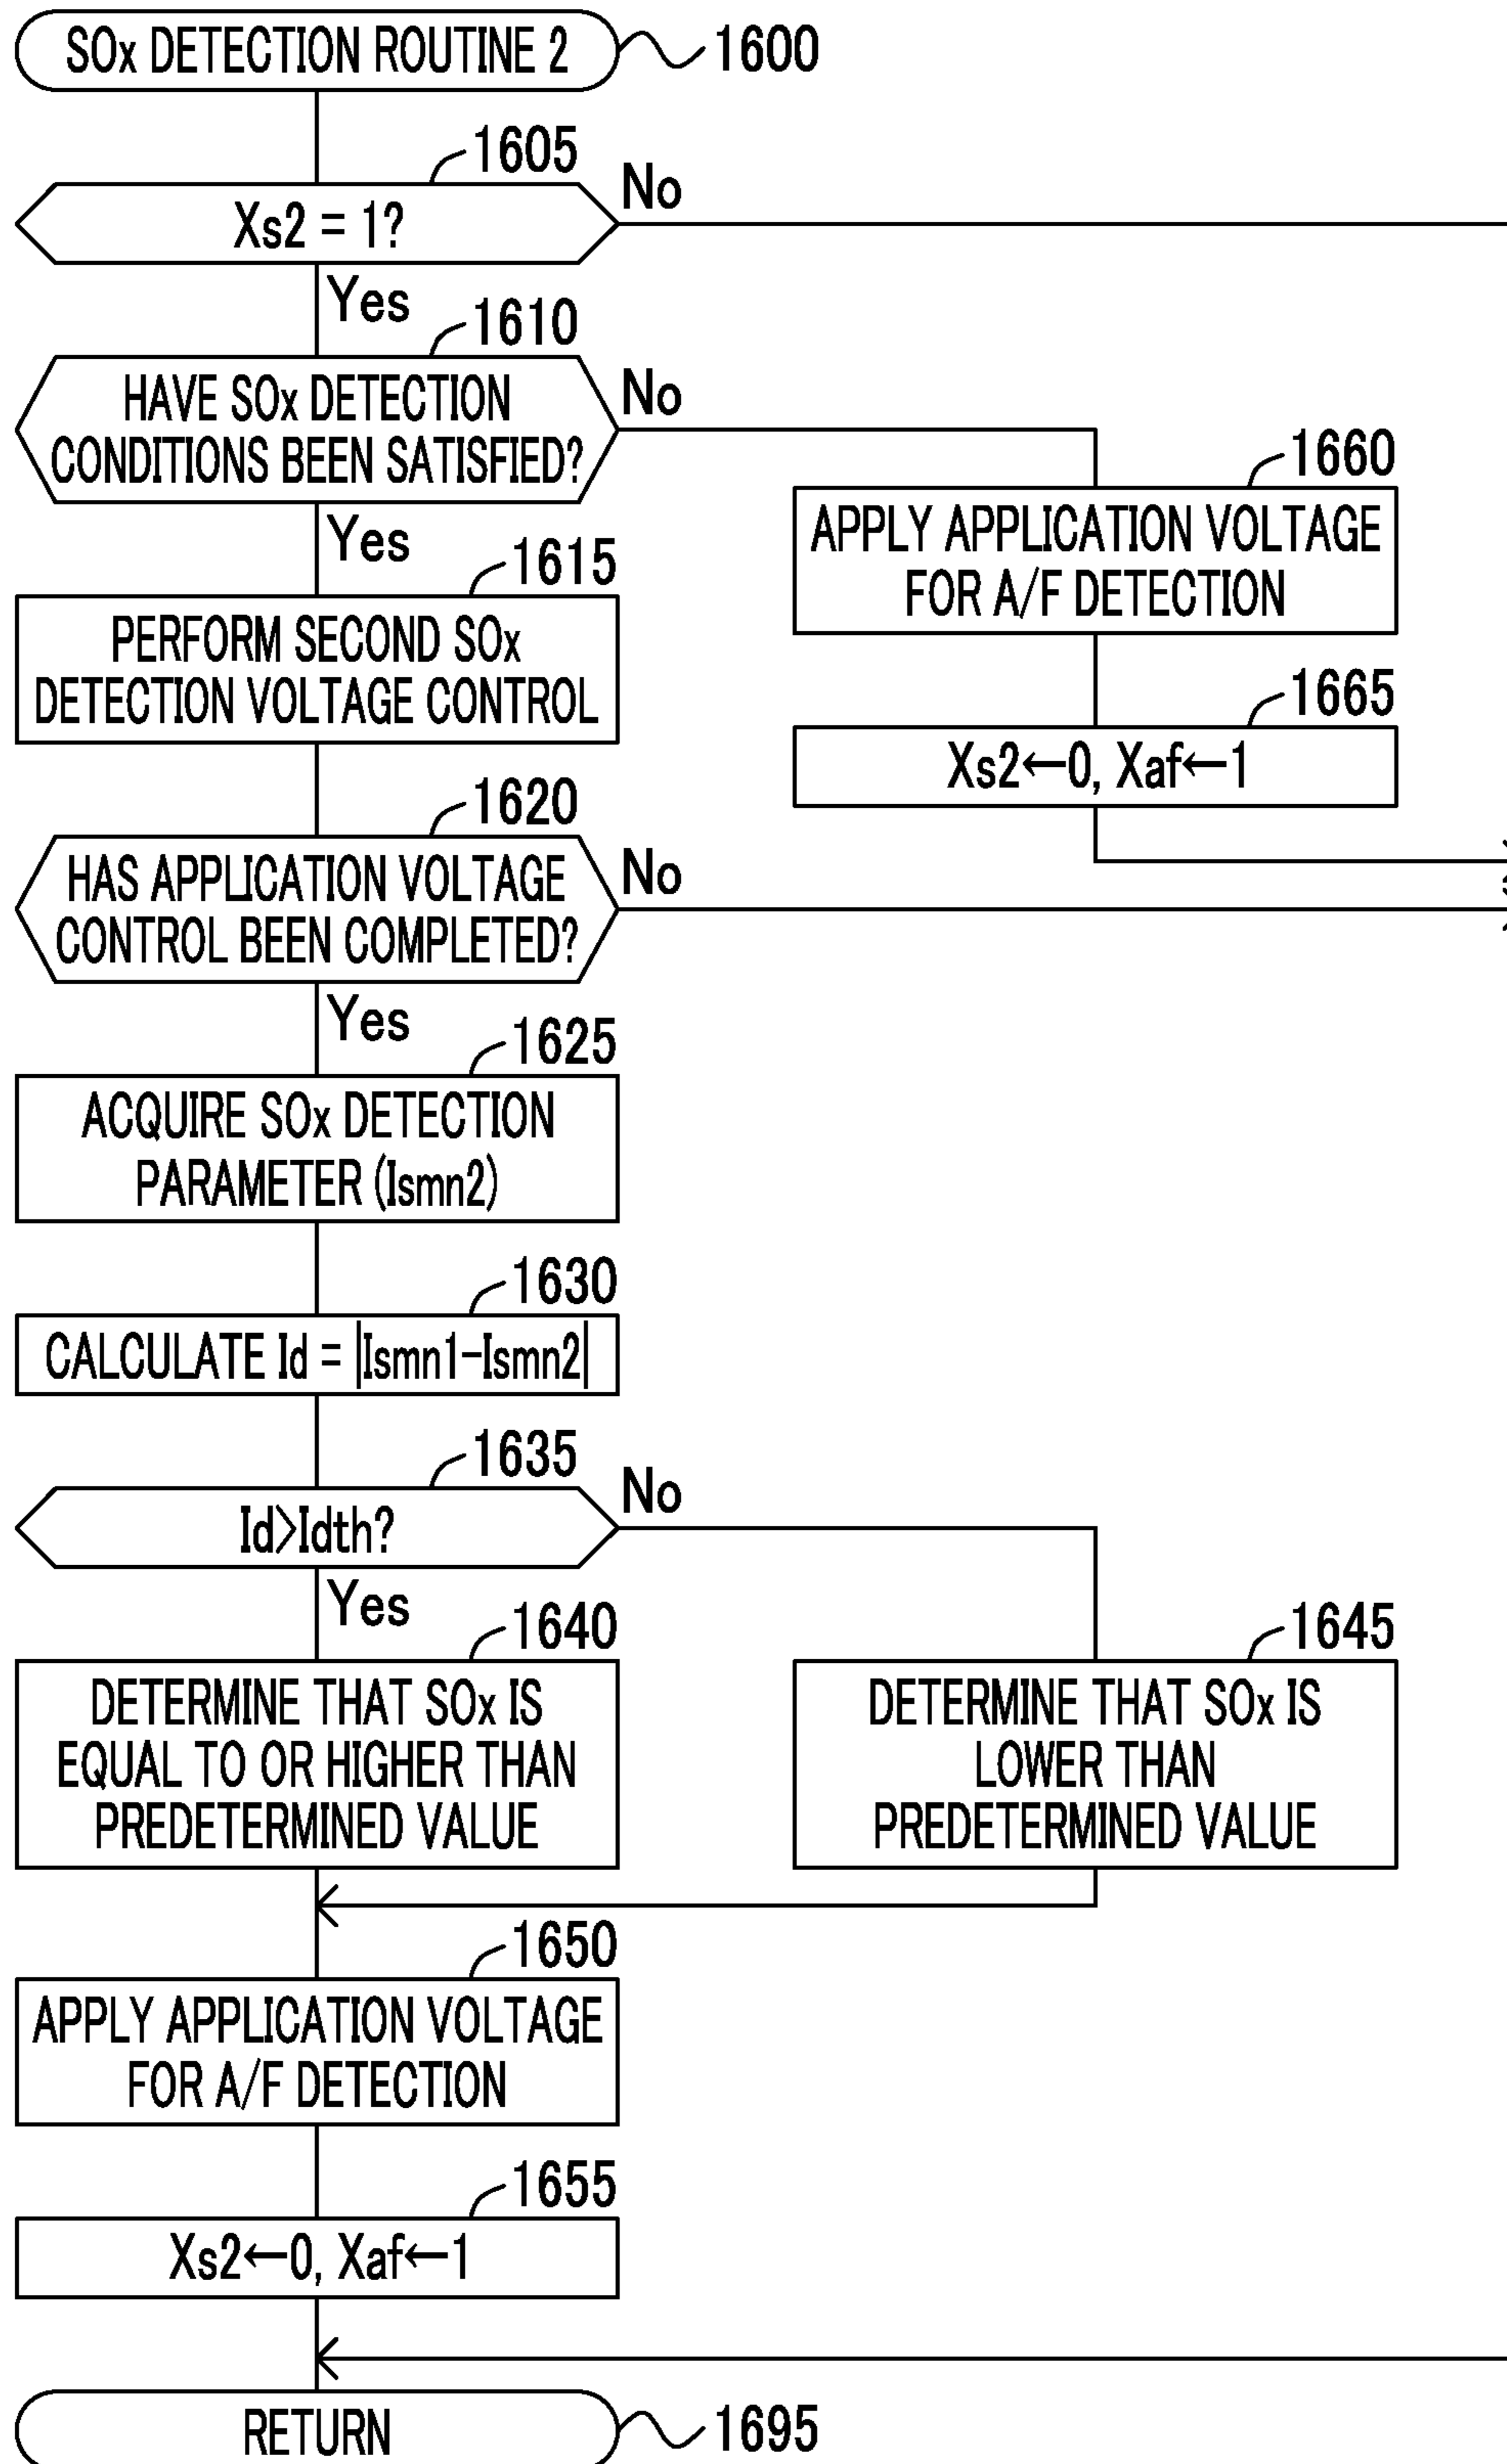 SOx DETECTION ROUTINE 2
1600
1605
Xs2 = 1?
No
Yes
1610
HAVE SOx DETECTION
CONDITIONS BEEN SATISFIED?
No
Yes
1660
APPLY APPLICATION VOLTAGE
FOR A/F DETECTION
1615
PERFORM SECOND SOx
DETECTION VOLTAGE CONTROL
1665
Xs2←0, Xaf←1
1620
HAS APPLICATION VOLTAGE
CONTROL BEEN COMPLETED?
No
Yes
1625
ACQUIRE SOx DETECTION
PARAMETER (Ismn2)
1630
CALCULATE Id = |Ismn1-Ismn2|
1635
Id>Idth?
No
Yes
1640
DETERMINE THAT SOx IS
EQUAL TO OR HIGHER THAN
PREDETERMINED VALUE
1645
DETERMINE THAT SOx IS
LOWER THAN
PREDETERMINED VALUE
1650
APPLY APPLICATION VOLTAGE
FOR A/F DETECTION
1655
Xs2←0, Xaf←1
RETURN
1695